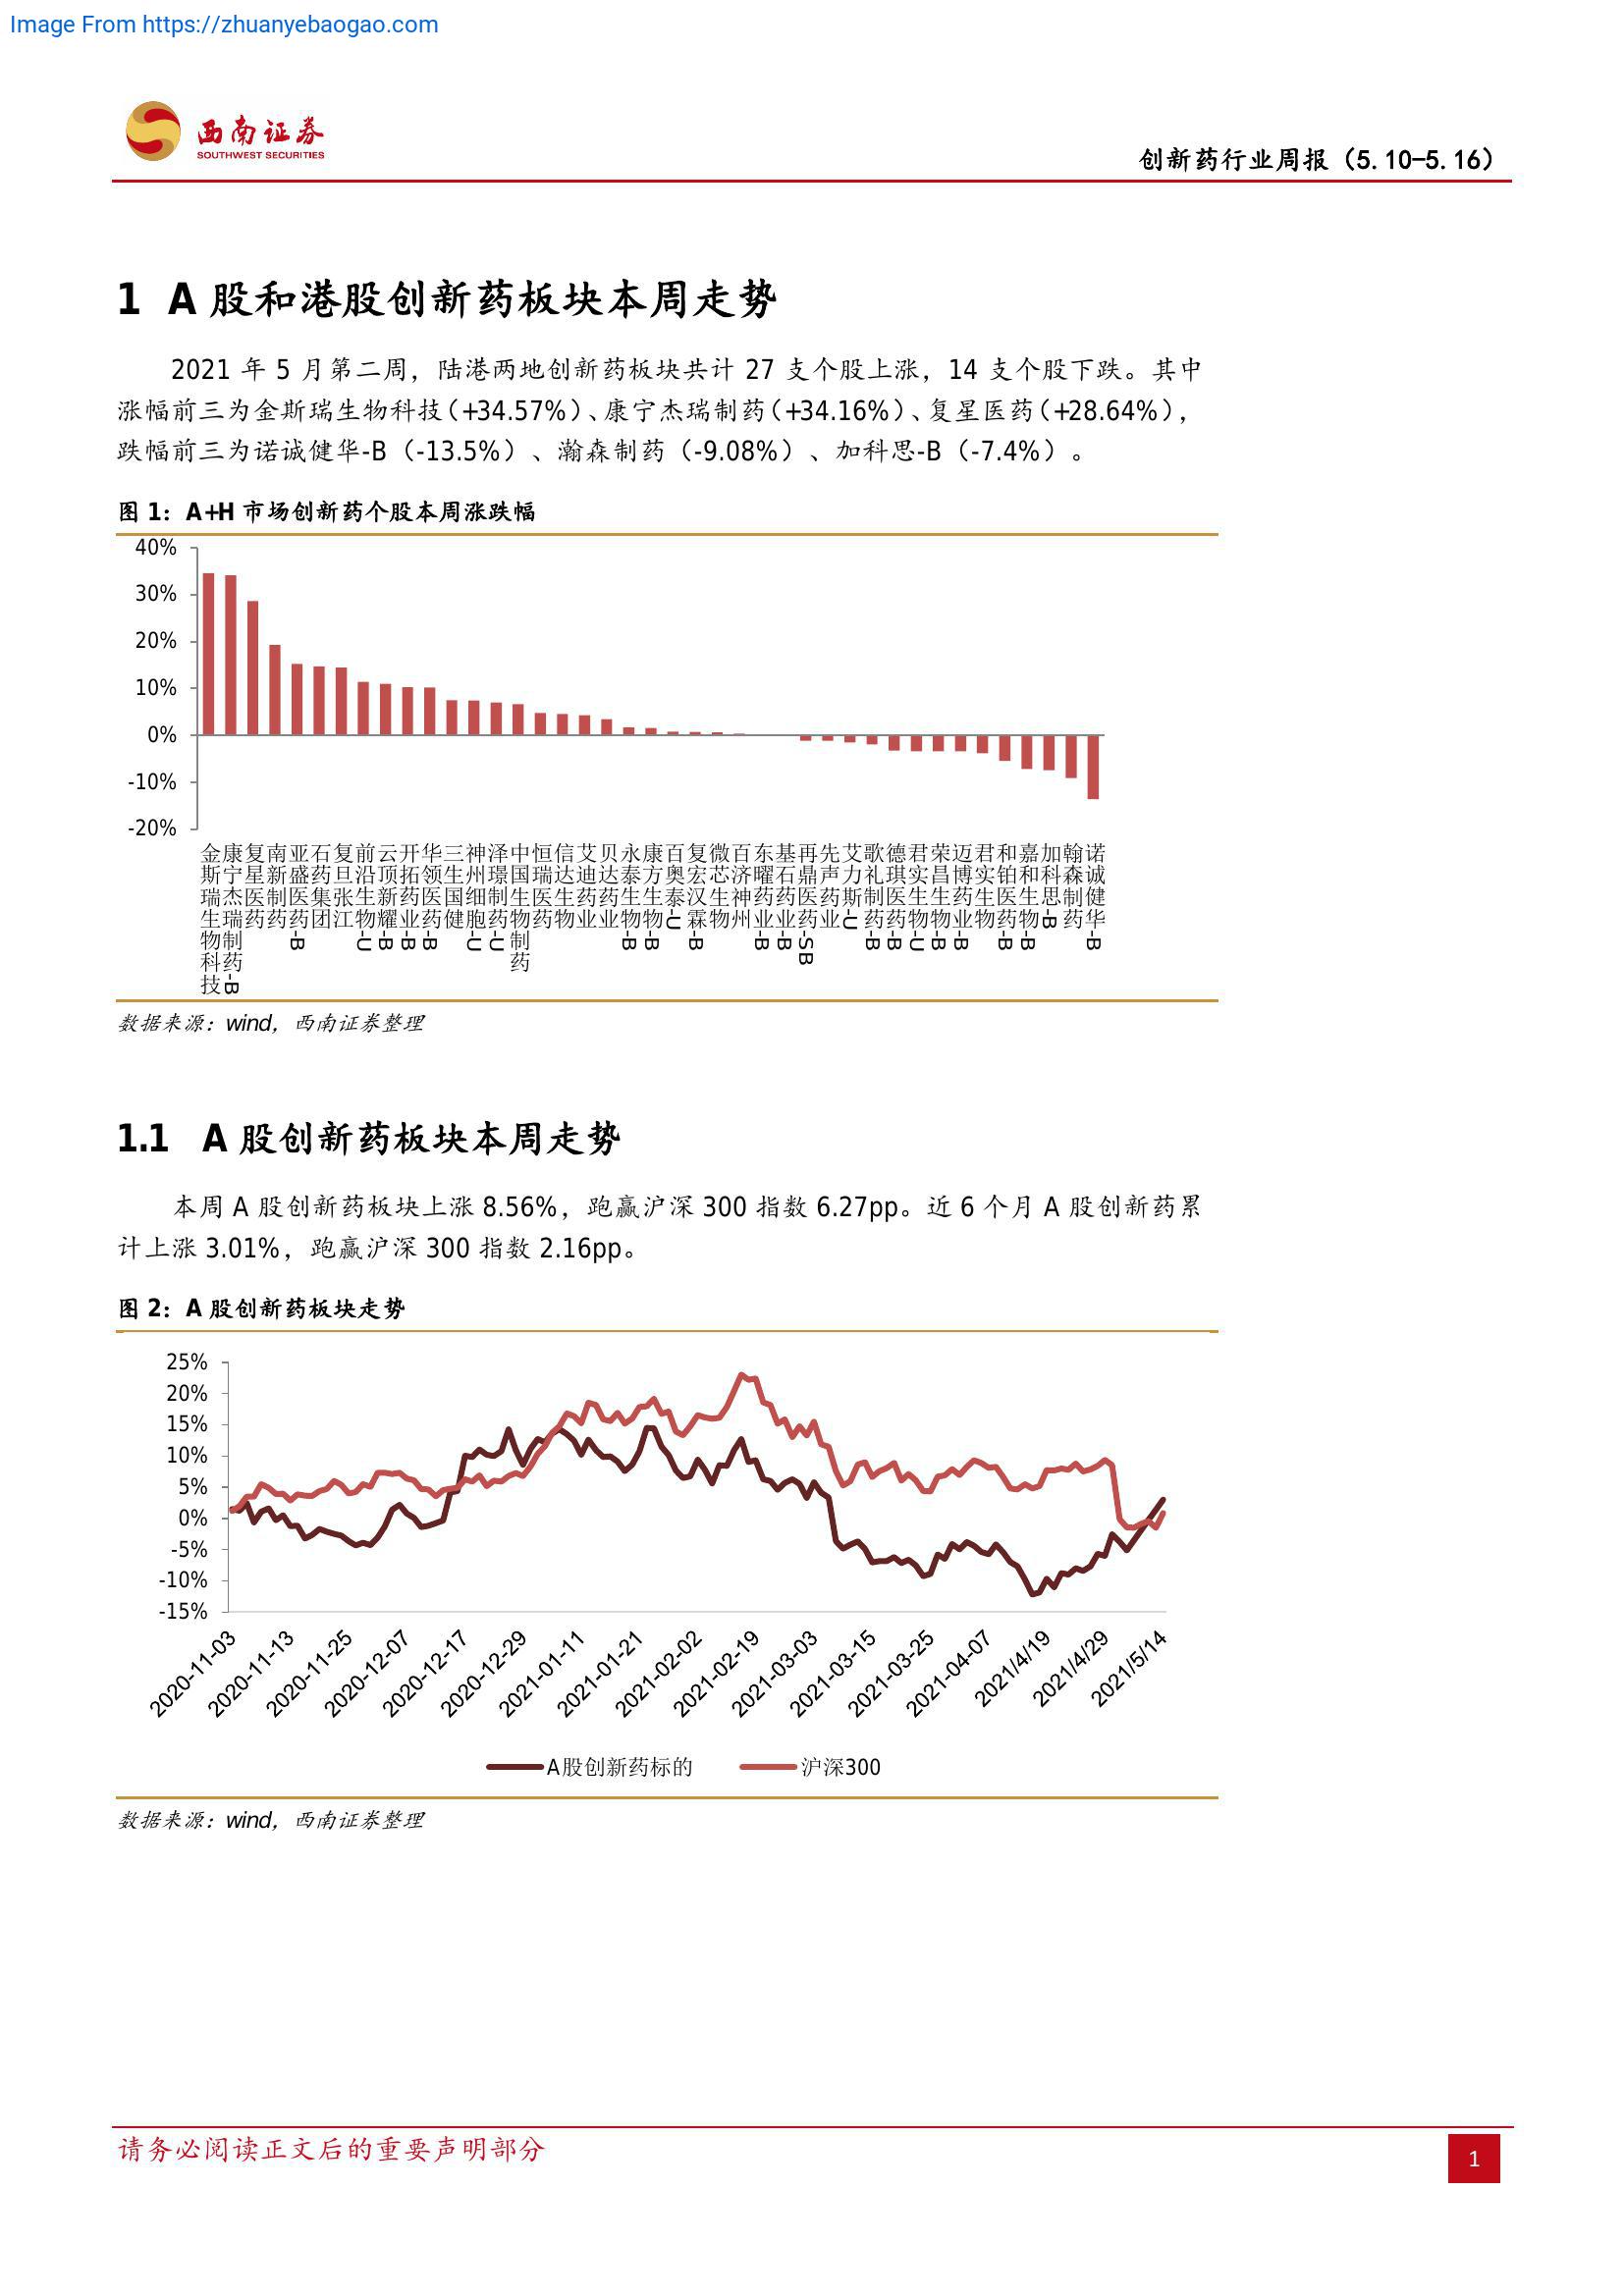 Image From https://zhuanyebaogao.com
西南证券
SOUTHWEST SECURITIES
创新药行业周报（5.10-5.16）
1 A 股和港股创新药板块本周走势
2021 年 5 月第二周，陆港两地创新药板块共计 27 支个股上涨，14 支个股下跌。其中
涨幅前三为金斯瑞生物科技（+34.57%）、康宁杰瑞制药（+34.16%）、复星医药（+28.64%），
跌幅前三为诺诚健华-B（-13.5%）、瀚森制药（-9.08%）、加科思-B（-7.4%）。
图 1：A+H 市场创新药个股本周涨跌幅
40%
30%
20%
10%
0%
-10%
-20%
金斯瑞生物科技
康宁杰瑞制药-B
复星医药
南新制药
亚盛医药-B
石药集团
复旦张江
前沿生物-U
云顶新耀-B
开拓药业-B
华领医药-B
三生国健
神州细胞-U
泽璟制药-U
中国生物制药
恒瑞医药
信达生物
艾迪药业
贝达药业
永泰生物-B
康方生物-B
百奥泰-U
复宏汉霖-B
微芯生物
百济神州
东曜药业-B
基石药业-B
再鼎医药-SB
先声药业
艾力斯-U
歌礼制药-B
德琪医药-B
君实生物-U
荣昌生物-B
迈博药业-B
君实生物
和铂医药-B
嘉和生物-B
加科思-B
翰森制药
诺诚健华-B
数据来源：wind，西南证券整理
1.1 A 股创新药板块本周走势
本周 A 股创新药板块上涨 8.56%，跑赢沪深 300 指数 6.27pp。近 6 个月 A 股创新药累
计上涨 3.01%，跑赢沪深 300 指数 2.16pp。
图 2：A 股创新药板块走势
25%
20%
15%
10%
5%
0%
-5%
-10%
-15%
2020-11-03
2020-11-13
2020-11-25
2020-12-07
2020-12-17
2020-12-29
2021-01-11
2021-01-21
2021-02-02
2021-02-19
2021-03-03
2021-03-15
2021-03-25
2021-04-07
2021/4/19
2021/4/29
2021/5/14
A股创新药标的
沪深300
数据来源：wind，西南证券整理
请务必阅读正文后的重要声明部分
1